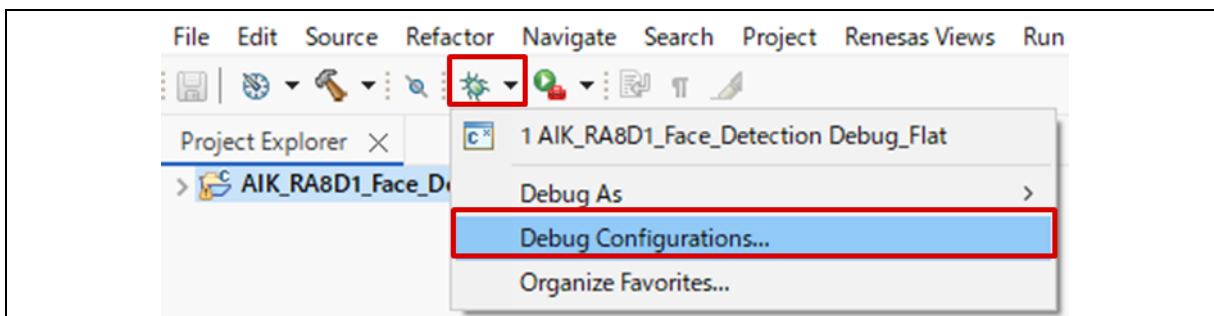 File Edit Source Refactor Navigate Search Project Renesas Views Run
Project Explorer
1 AIK_RA8D1_Face_Detection Debug_Flat
AIK_RA8D1_Face_D
Debug As
Debug Configurations...
Organize Favorites...